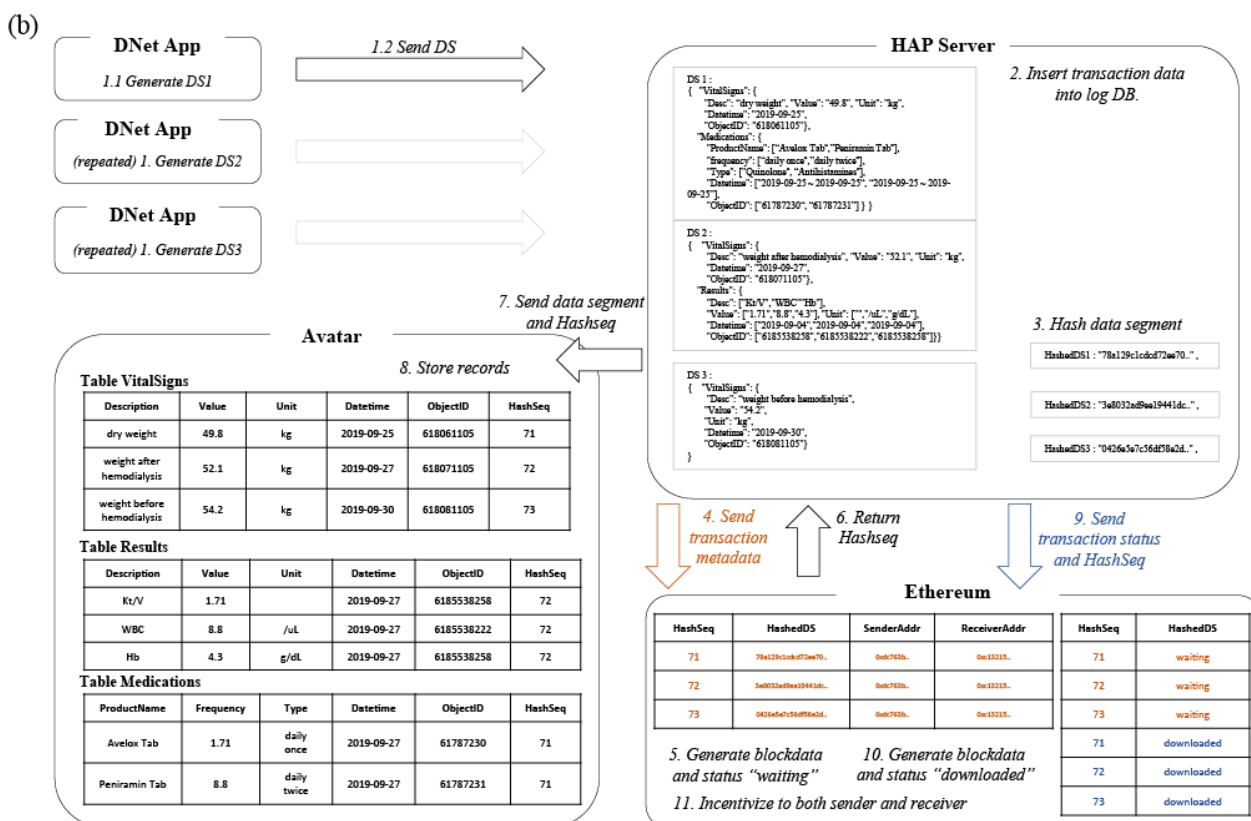 (b)
DNet App
1.1 Generate DS1
1.2 Send DS
DNet App
(repeated) 1. Generate DS2
DNet App
(repeated) 1. Generate DS3
HAP Server
2. Insert transaction data
into log DB.
DS 1 :
{ "VitalSigns": {
"Desc": "dry weight", "Value": "49.8", "Unit": "kg",
"Datetime": "2019-09-25",
"ObjectID": "618061105"},
"Medications": {
"ProductName": ["Avelox Tab","Peniramin Tab"],
"frequency": ["daily once","daily twice"],
"Type": ["Quinolone", "Antihistamines"],
"Datetime": ["2019-09-25 ~ 2019-09-25", "2019-09-25 ~ 2019-
09-25"],
"ObjectID": ["61787230", "61787231"] } }
DS 2 :
{ "VitalSigns": {
"Desc": "weight after hemodialysis", "Value": "52.1", "Unit": "kg",
"Datetime": "2019-09-27",
"ObjectID": "618071105"},
"Results": {
"Desc": ["Kt/V","WBC""Hb"],
"Value": ["1.71","8.8","4.3"], "Unit": ["","/uL","g/dL"],
"Datetime": ["2019-09-04","2019-09-04","2019-09-04"],
"ObjectID": ["6185538258","6185538222","6185538258"]}}
DS 3 :
{ "VitalSigns": {
"Desc": "weight before hemodialysis",
"Value": "54.2",
"Unit": "kg",
"Datetime": "2019-09-30",
"ObjectID": "618081105"}
}
3. Hash data segment
HashedDS1 : "78a129c1cdcd72ee70.." ,
HashedDS2 : "3e8032ad9ee19441dc.." ,
HashedDS3 : "0426e5e7c56df58e2d.." ,
7. Send data segment
and Hashseq
Avatar
8. Store records
Table VitalSigns
Description Value Unit Datetime ObjectID HashSeq
dry weight 49.8 kg 2019-09-25 618061105 71
weight after
hemodialysis 52.1 kg 2019-09-27 618071105 72
weight before
hemodialysis 54.2 kg 2019-09-30 618081105 73
Table Results
Description Value Unit Datetime ObjectID HashSeq
Kt/V 1.71 2019-09-27 6185538258 72
WBC 8.8 /uL 2019-09-27 6185538222 72
Hb 4.3 g/dL 2019-09-27 6185538258 72
Table Medications
ProductName Frequency Type Datetime ObjectID HashSeq
Avelox Tab 1.71 daily
once 2019-09-27 61787230 71
Peniramin Tab 8.8 daily
twice 2019-09-27 61787231 71
4. Send
transaction
metadata
6. Return
Hashseq
9. Send
transaction status
and HashSeq
Ethereum
HashSeq HashedDS SenderAddr ReceiverAddr
71 78a129c1cdcd72ee70.. 0xdc763b.. 0xc13215..
72 3e8032ad9ee19441dc.. 0xdc763b.. 0xc13215..
73 0426e5e7c56df58e2d.. 0xdc763b.. 0xc13215..
HashSeq HashedDS
71 waiting
72 waiting
73 waiting
71 downloaded
72 downloaded
73 downloaded
5. Generate blockdata
and status "waiting"
10. Generate blockdata
and status "downloaded"
11. Incentivize to both sender and receiver